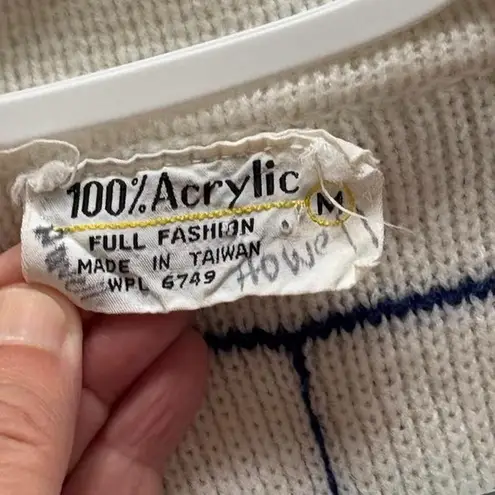 100% Acrylic
M
FULL FASHION
MADE IN TAIWAN
WPL 6749
Howe